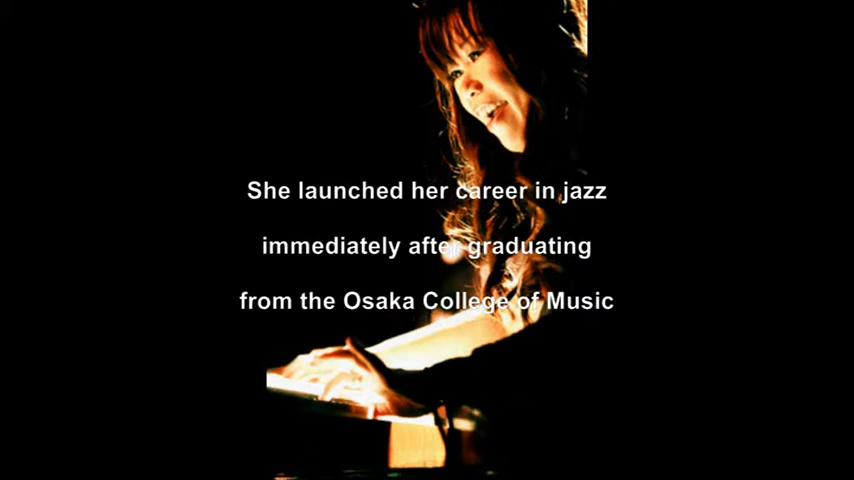 She launched her career in jazz
immediately after graduating
from the Osaka College of Music